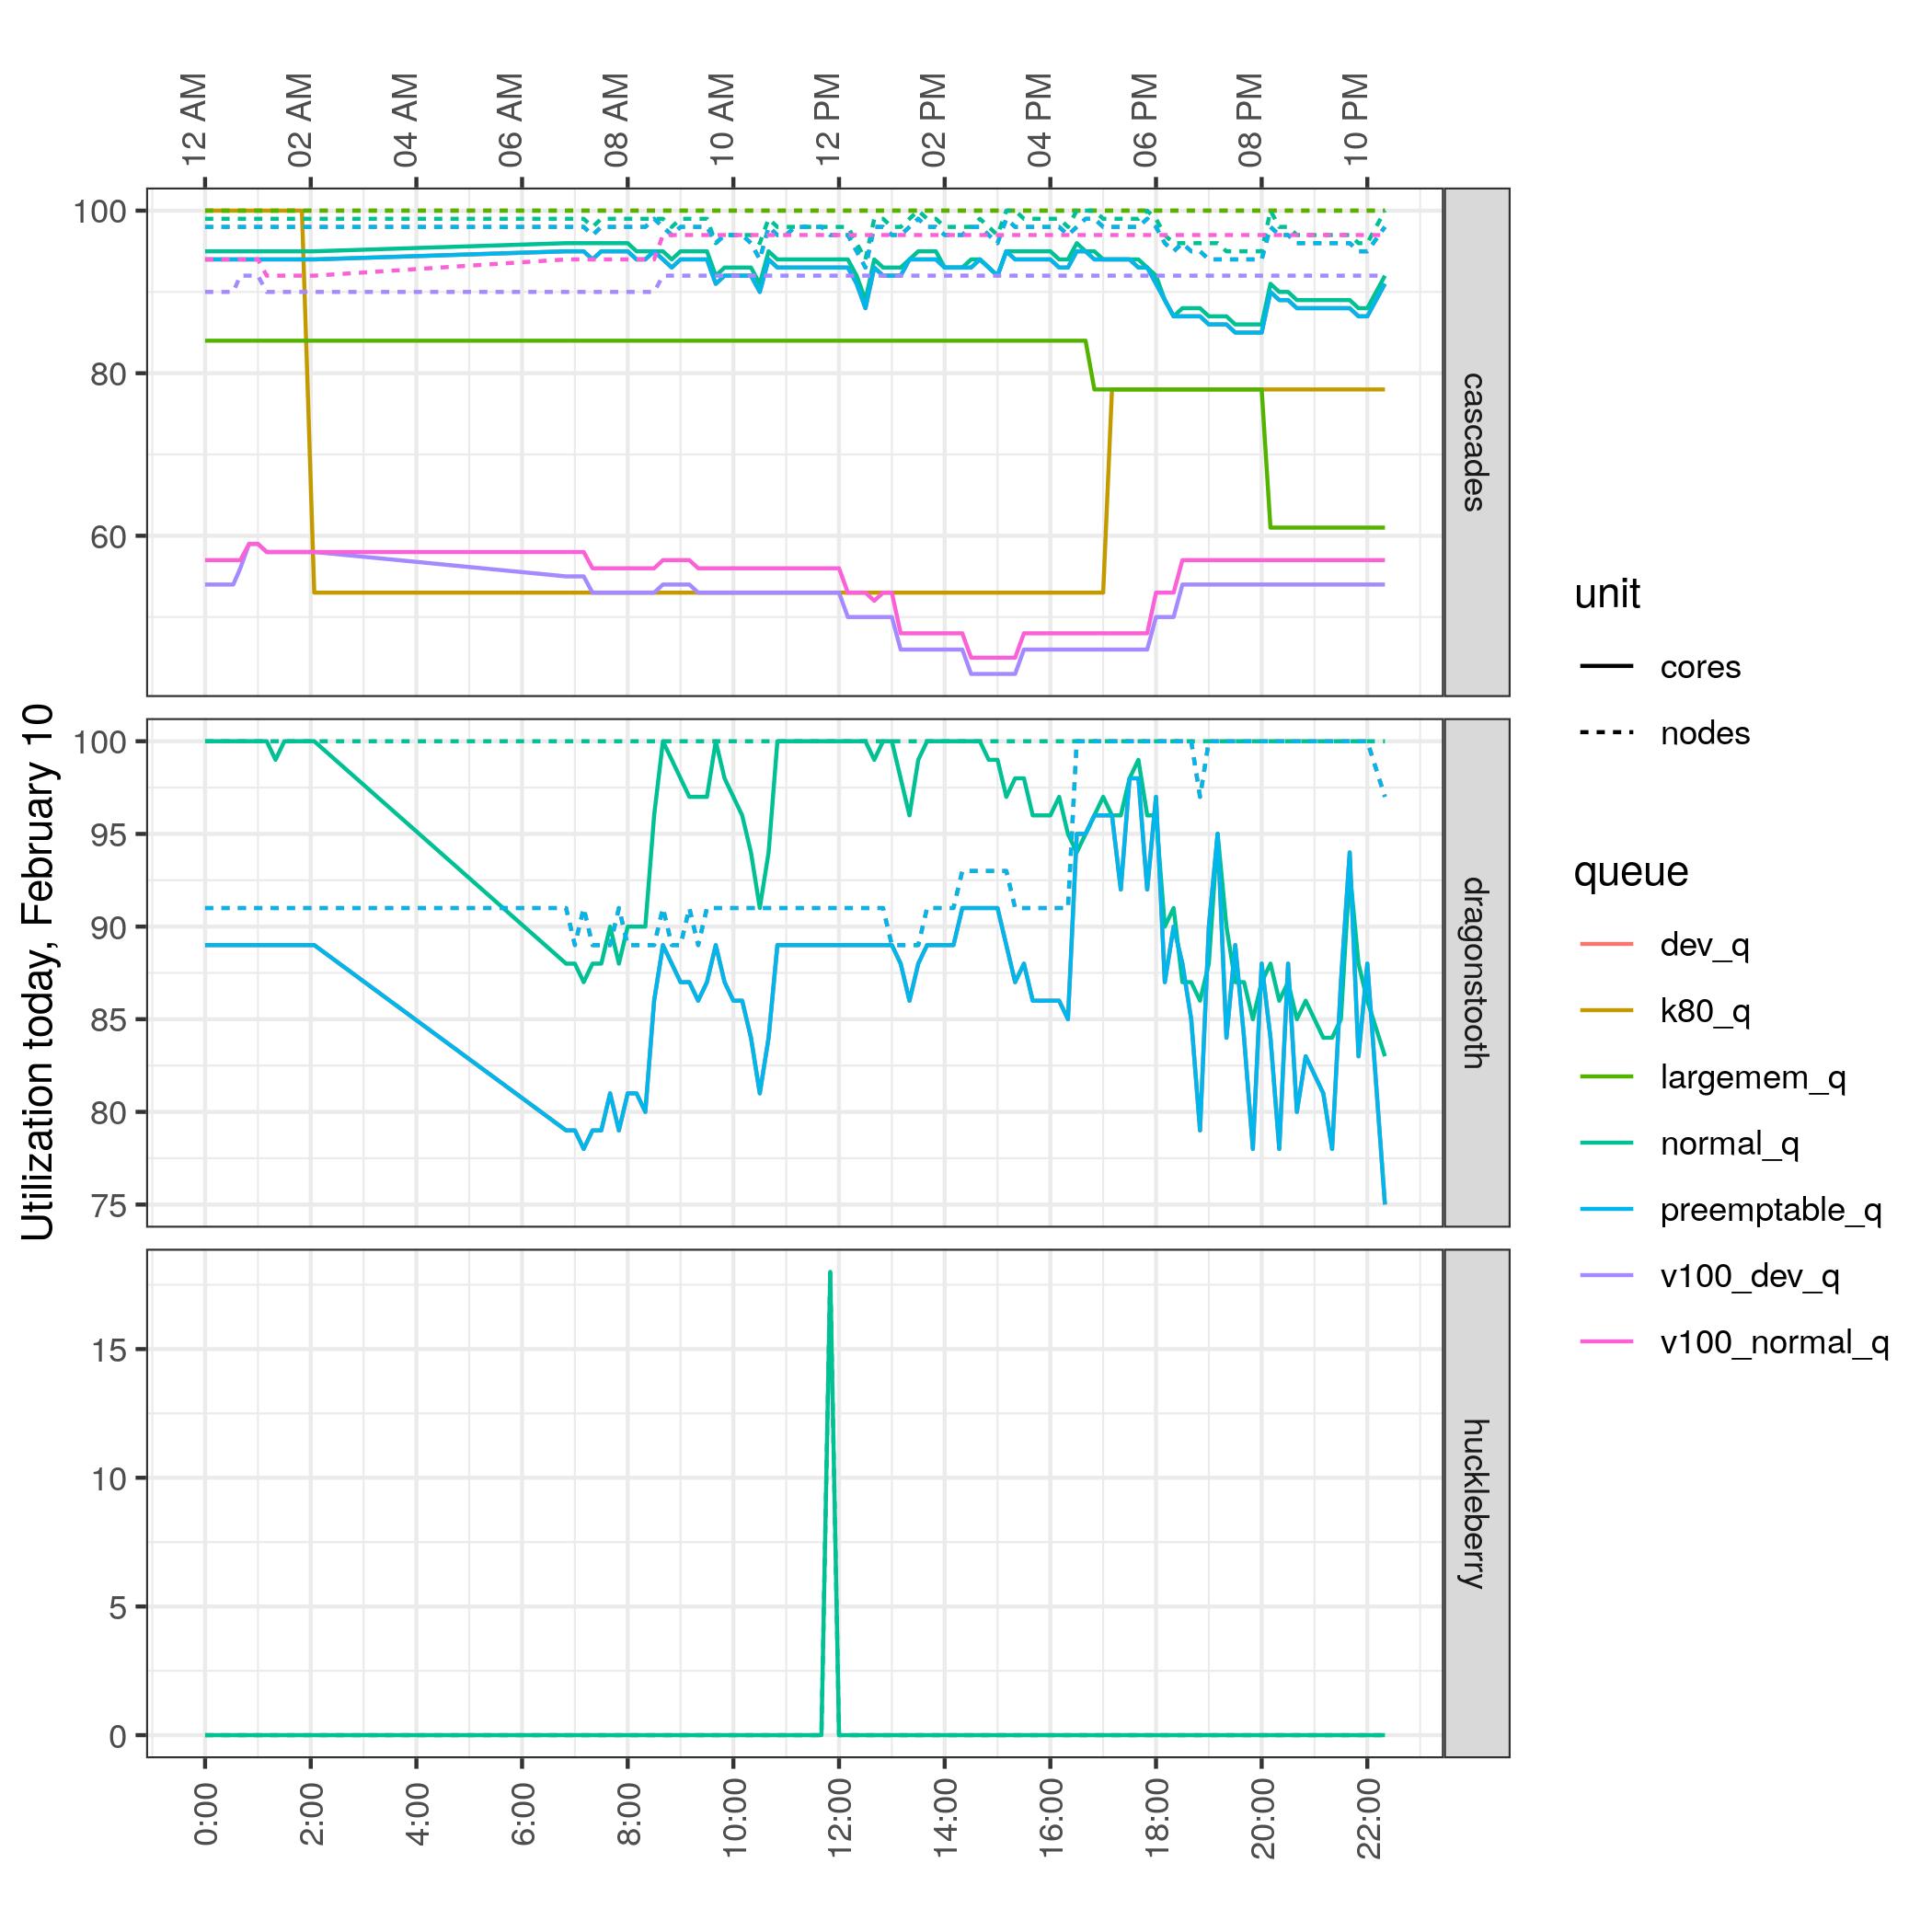 12 AM
02 AM
04 AM
06 AM
08 AM
10 AM
12 PM
02 PM
04 PM
06 PM
08 PM
10 PM
Utilization today, February 10
100
80
60
cascades
100
95
90
85
80
75
dragonstooth
15
10
5
0
huckleberry
0:00
2:00
4:00
6:00
8:00
10:00
12:00
14:00
16:00
18:00
20:00
22:00
unit
cores
nodes
queue
dev_q
k80_q
largemem_q
normal_q
preemptable_q
v100_dev_q
v100_normal_q